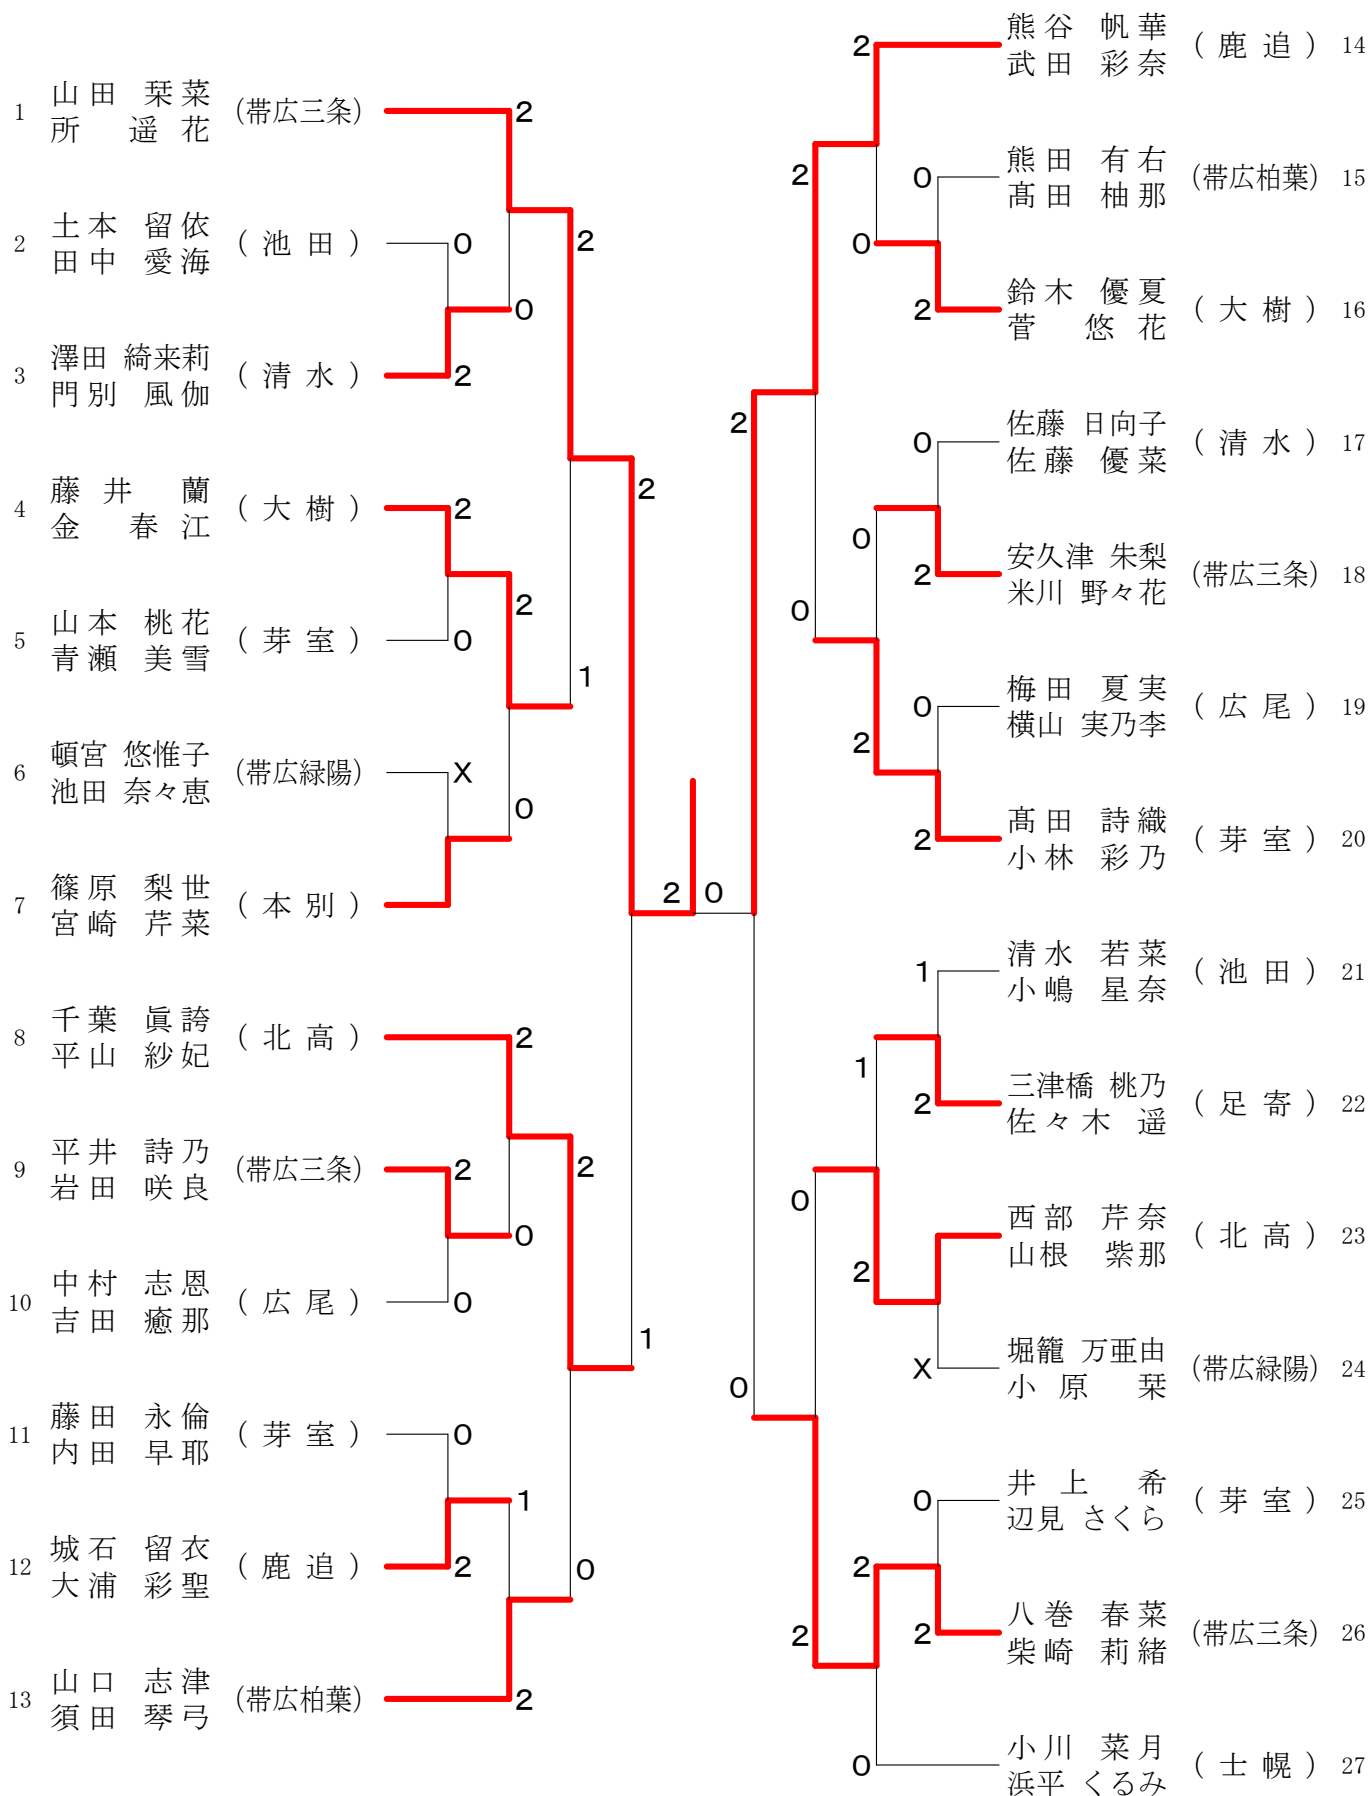 1 山田 栞菜 (帯広三条)
所 遥花
2
2 土本 留依 (池田)
田中 愛海
0
2
0
3 澤田 綺来莉 (清水)
門別 風伽
2
2
4 藤井 蘭 (大樹)
金 春江
2
2
5 山本 桃花 (芽室)
青瀬 美雪
0
1
6 頓宮 悠惟子 (帯広緑陽)
池田 奈々恵
X
0
7 篠原 梨世 (本別)
宮崎 芹菜
2 0
8 千葉 眞誇 (北高)
平山 紗妃
2
9 平井 詩乃 (帯広三条)
岩田 咲良
2
2
0
10 中村 志恩 (広尾)
吉田 癒那
0
1
11 藤田 永倫 (芽室)
内田 早耶
0
1
12 城石 留衣 (鹿追)
大浦 彩聖
2
0
13 山口 志津 (帯広柏葉)
須田 琴弓
2
2
熊谷 帆華 (鹿追) 14
武田 彩奈
2
0
熊田 有右 (帯広柏葉) 15
髙田 柚那
0
2
鈴木 優夏 (大樹) 16
菅 悠花
2
0
佐藤 日向子 (清水) 17
佐藤 優菜
0
2
安久津 朱梨 (帯広三条) 18
米川 野々花
0
0
梅田 夏実 (広尾) 19
横山 実乃李
2
2
髙田 詩織 (芽室) 20
小林 彩乃
1
清水 若菜 (池田) 21
小嶋 星奈
1
2
三津橋 桃乃 (足寄) 22
佐々木 遥
0
西部 芹奈 (北高) 23
山根 紫那
2
0
X
堀籠 万亜由 (帯広緑陽) 24
小原 栞
0
井上 希 (芽室) 25
辺見 さくら
2
2
2
八巻 春菜 (帯広三条) 26
柴崎 莉緒
0
小川 菜月 (士幌) 27
浜平 くるみ